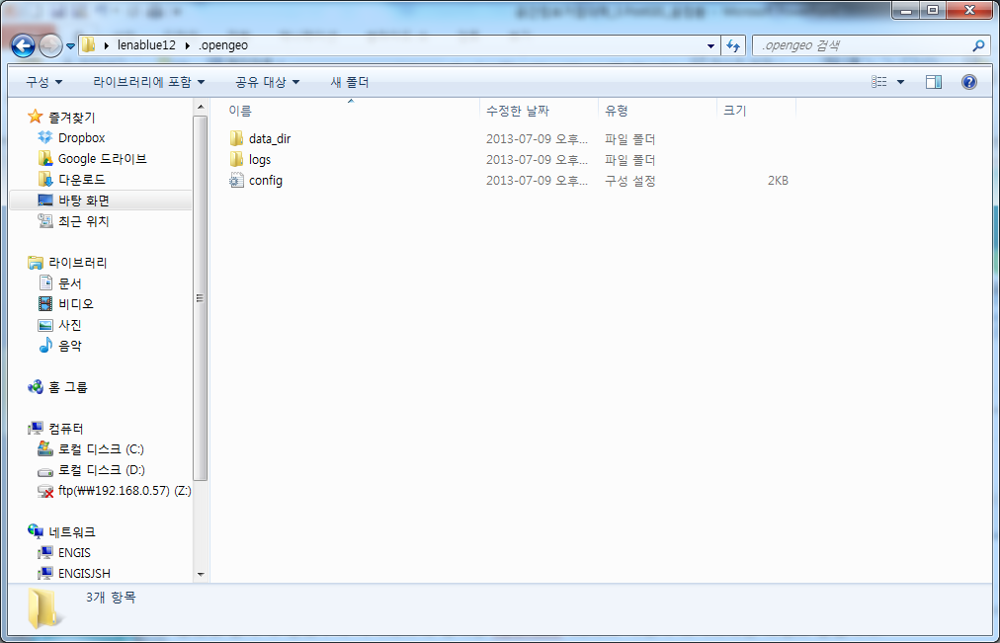 lenablue12 ▸ .opengeo
.opengeo 검색
구성 라이브러리에 포함 공유 대상 새 폴더
이름 수정한 날짜 유형 크기
data_dir 2013-07-09 오후... 파일 폴더
logs 2013-07-09 오후... 파일 폴더
config 2013-07-09 오후... 구성 설정 2KB
즐겨찾기
Dropbox
Google 드라이브
다운로드
바탕 화면
최근 위치
라이브러리
문서
비디오
사진
음악
홈 그룹
컴퓨터
로컬 디스크 (C:)
로컬 디스크 (D:)
ftp(₩₩192.168.0.57) (Z:)
네트워크
ENGIS
ENGISJSH
3개 항목